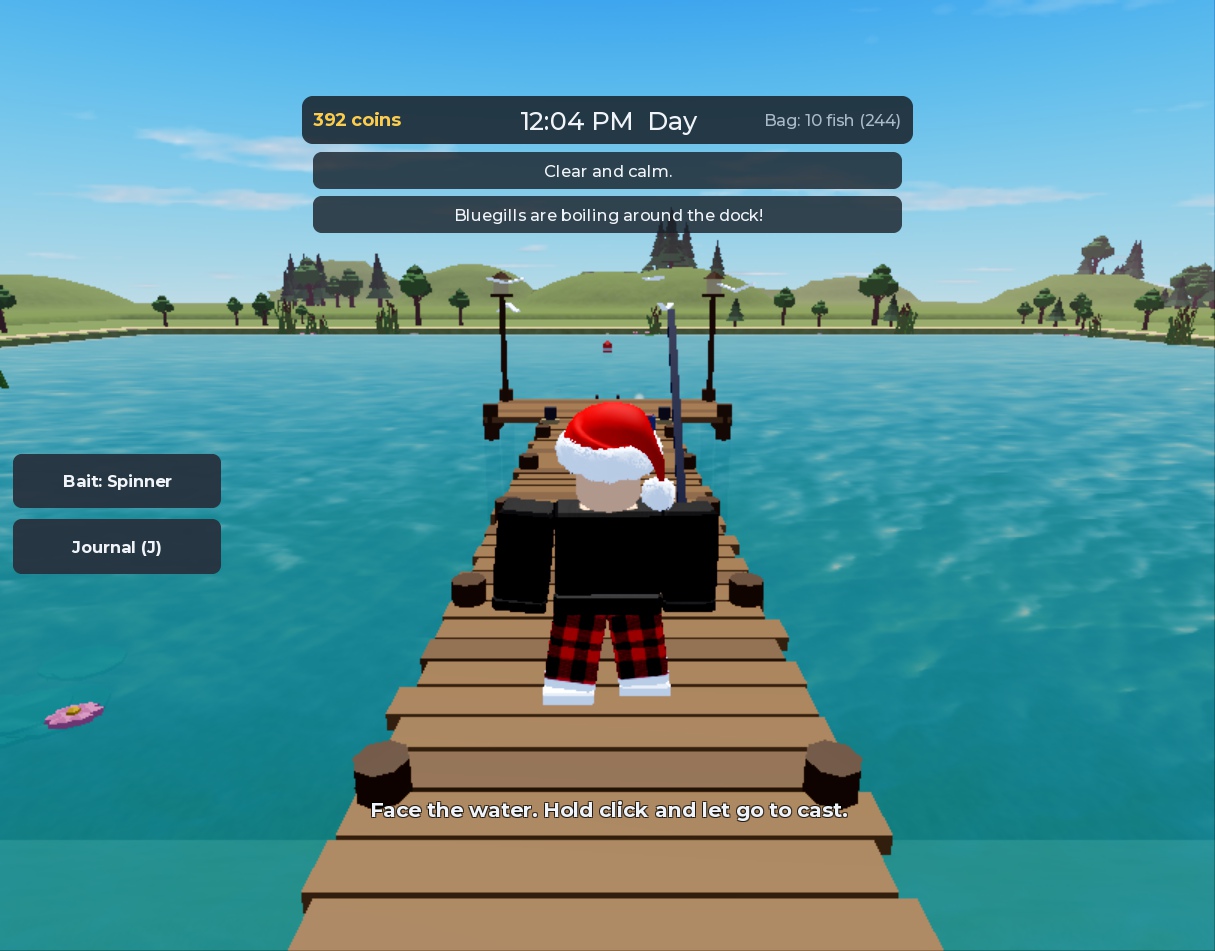 392 coins 12:04 PM Day Bag: 10 fish (244)
Clear and calm.
Bluegills are boiling around the dock!
Bait: Spinner
Journal (J)
Face the water. Hold click and let go to cast.